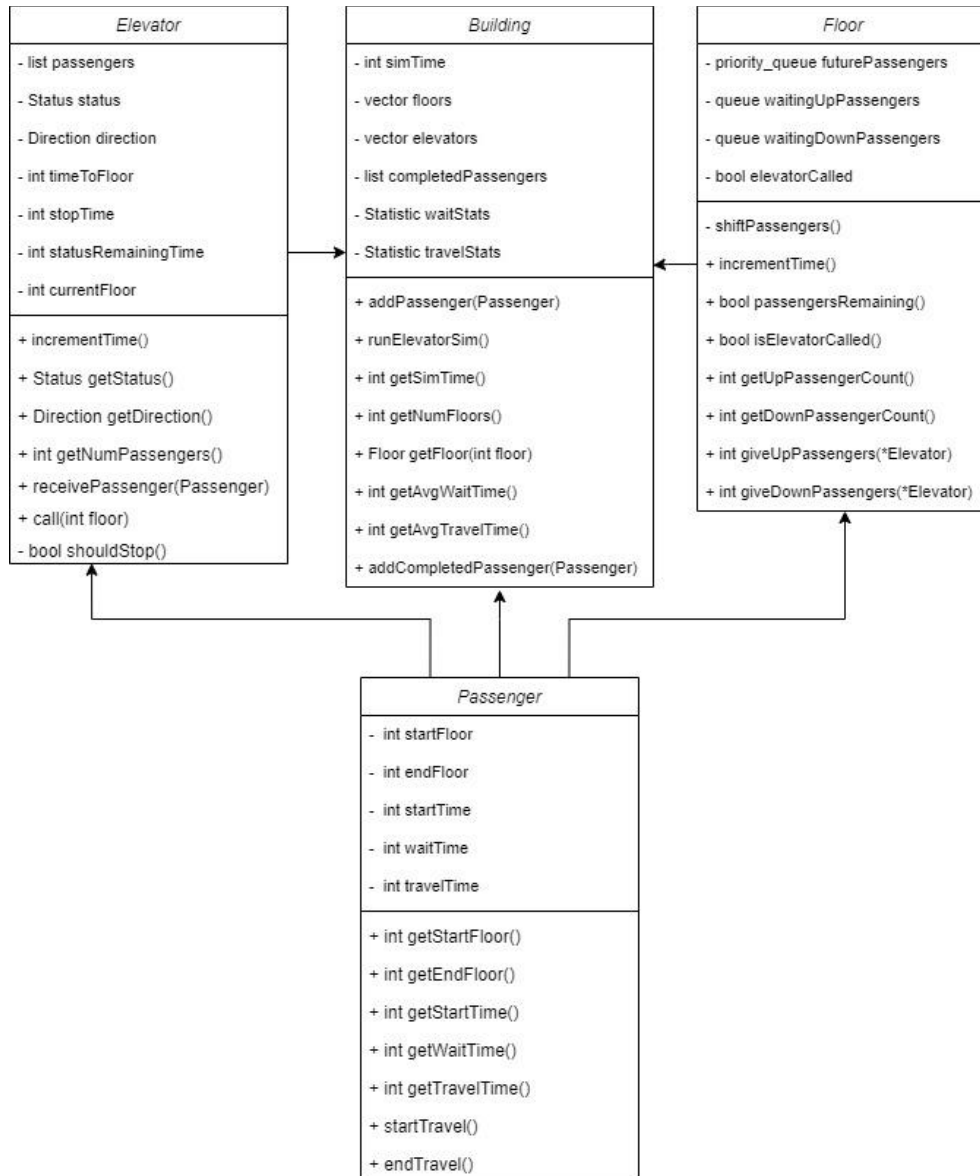 Elevator
- list passengers
- Status status
- Direction direction
- int timeToFloor
- int stopTime
- int statusRemainingTime
- int currentFloor
+ incrementTime()
+ Status getStatus()
+ Direction getDirection()
+ int getNumPassengers()
+ receivePassenger(Passenger)
+ call(int floor)
- bool shouldStop()
Building
- int simTime
- vector floors
- vector elevators
- list completedPassengers
- Statistic waitStats
- Statistic travelStats
+ addPassenger(Passenger)
+ runElevatorSim()
+ int getSimTime()
+ int getNumFloors()
+ Floor getFloor(int floor)
+ int getAvgWaitTime()
+ int getAvgTravelTime()
+ addCompletedPassenger(Passenger)
Floor
- priority_queue futurePassengers
- queue waitingUpPassengers
- queue waitingDownPassengers
- bool elevatorCalled
- shiftPassengers()
+ incrementTime()
+ bool passengersRemaining()
+ bool isElevatorCalled()
+ int getUpPassengerCount()
+ int getDownPassengerCount()
+ int giveUpPassengers(*Elevator)
+ int giveDownPassengers(*Elevator)
Passenger
- int startFloor
- int endFloor
- int startTime
- int waitTime
- int travelTime
+ int getStartFloor()
+ int getEndFloor()
+ int getStartTime()
+ int getWaitTime()
+ int getTravelTime()
+ startTravel()
+ endTravel()